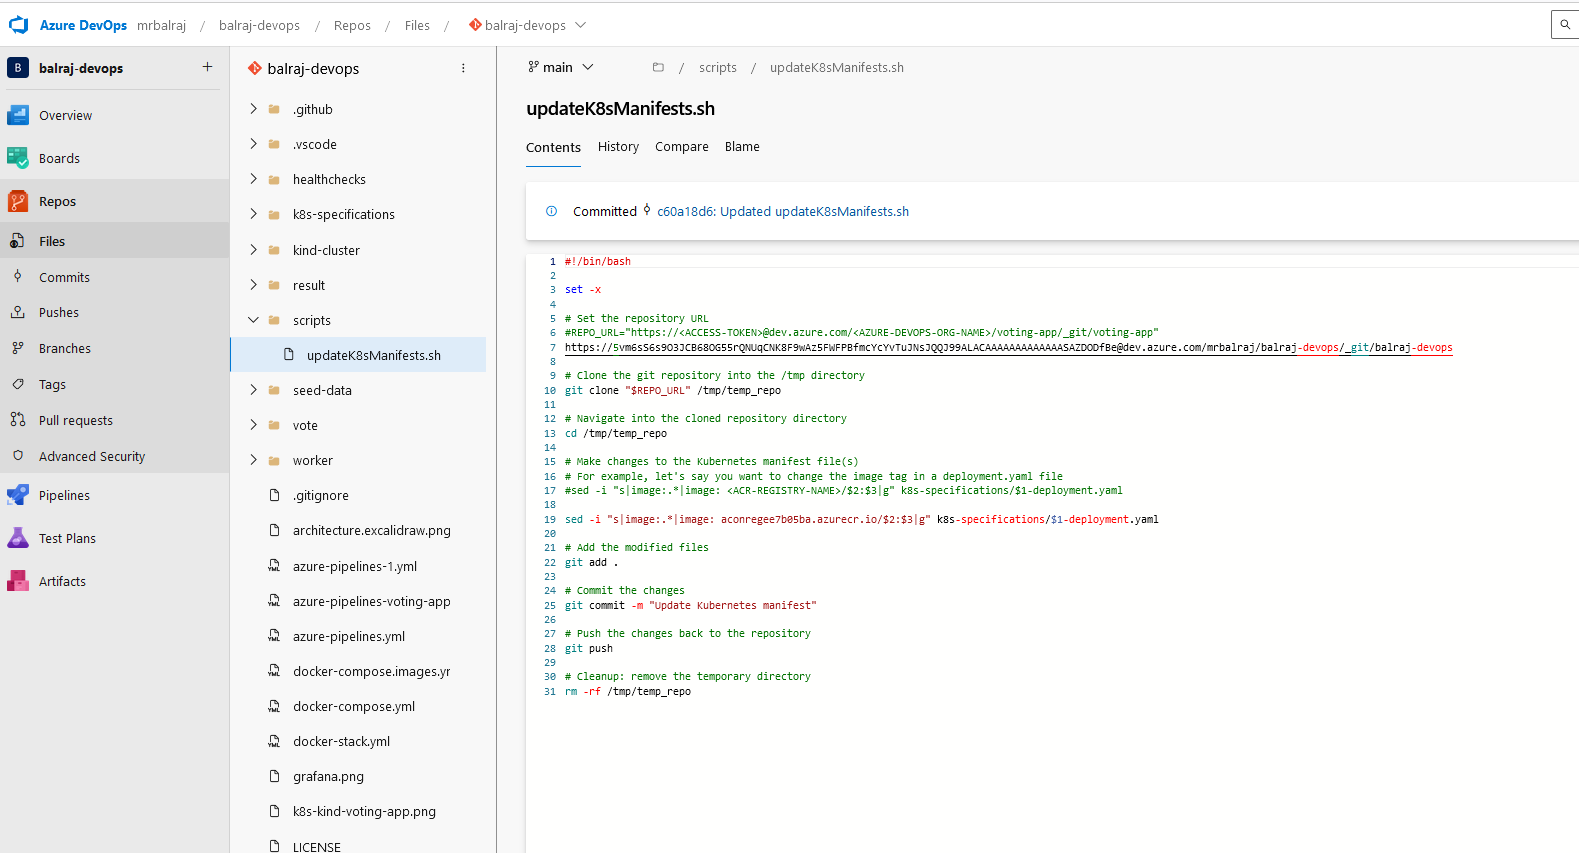 Azure DevOps mrbalraj / balraj-devops / Repos / Files / balraj-devops
B balraj-devops +
Overview
Boards
Repos
Files
Commits
Pushes
Branches
Tags
Pull requests
Advanced Security
Pipelines
Test Plans
Artifacts
balraj-devops
.github
.vscode
healthchecks
k8s-specifications
kind-cluster
result
scripts
updateK8sManifests.sh
seed-data
vote
worker
.gitignore
architecture.excalidraw.png
YML azure-pipelines-1.yml
YML azure-pipelines-voting-app
YML azure-pipelines.yml
YML docker-compose.images.yr
YML docker-compose.yml
YML docker-stack.yml
grafana.png
k8s-kind-voting-app.png
LICENSE
main / scripts / updateK8sManifests.sh
updateK8sManifests.sh
Contents History Compare Blame
Committed c60a18d6: Updated updateK8sManifests.sh
1 #!/bin/bash
2
3 set -x
4
5 # Set the repository URL
6 #REPO_URL="https://<ACCESS-TOKEN>@dev.azure.com/<AZURE-DEVOPS-ORG-NAME>/voting-app/_git/voting-app"
7 https://@dev.azure.com/mrbalraj/balraj-devops/_git/balraj-devops
8
9 # Clone the git repository into the /tmp directory
10 git clone "$REPO_URL" /tmp/temp_repo
11
12 # Navigate into the cloned repository directory
13 cd /tmp/temp_repo
14
15 # Make changes to the Kubernetes manifest file(s)
16 # For example, let's say you want to change the image tag in a deployment.yaml file
17 #sed -i "s|image:.*|image: <ACR-REGISTRY-NAME>/$2:$3|g" k8s-specifications/$1-deployment.yaml
18
19 sed -i "s|image:.*|image: aconregee7b05ba.azurecr.io/$2:$3|g" k8s-specifications/$1-deployment.yaml
20
21 # Add the modified files
22 git add .
23
24 # Commit the changes
25 git commit -m "Update Kubernetes manifest"
26
27 # Push the changes back to the repository
28 git push
29
30 # Cleanup: remove the temporary directory
31 rm -rf /tmp/temp_repo